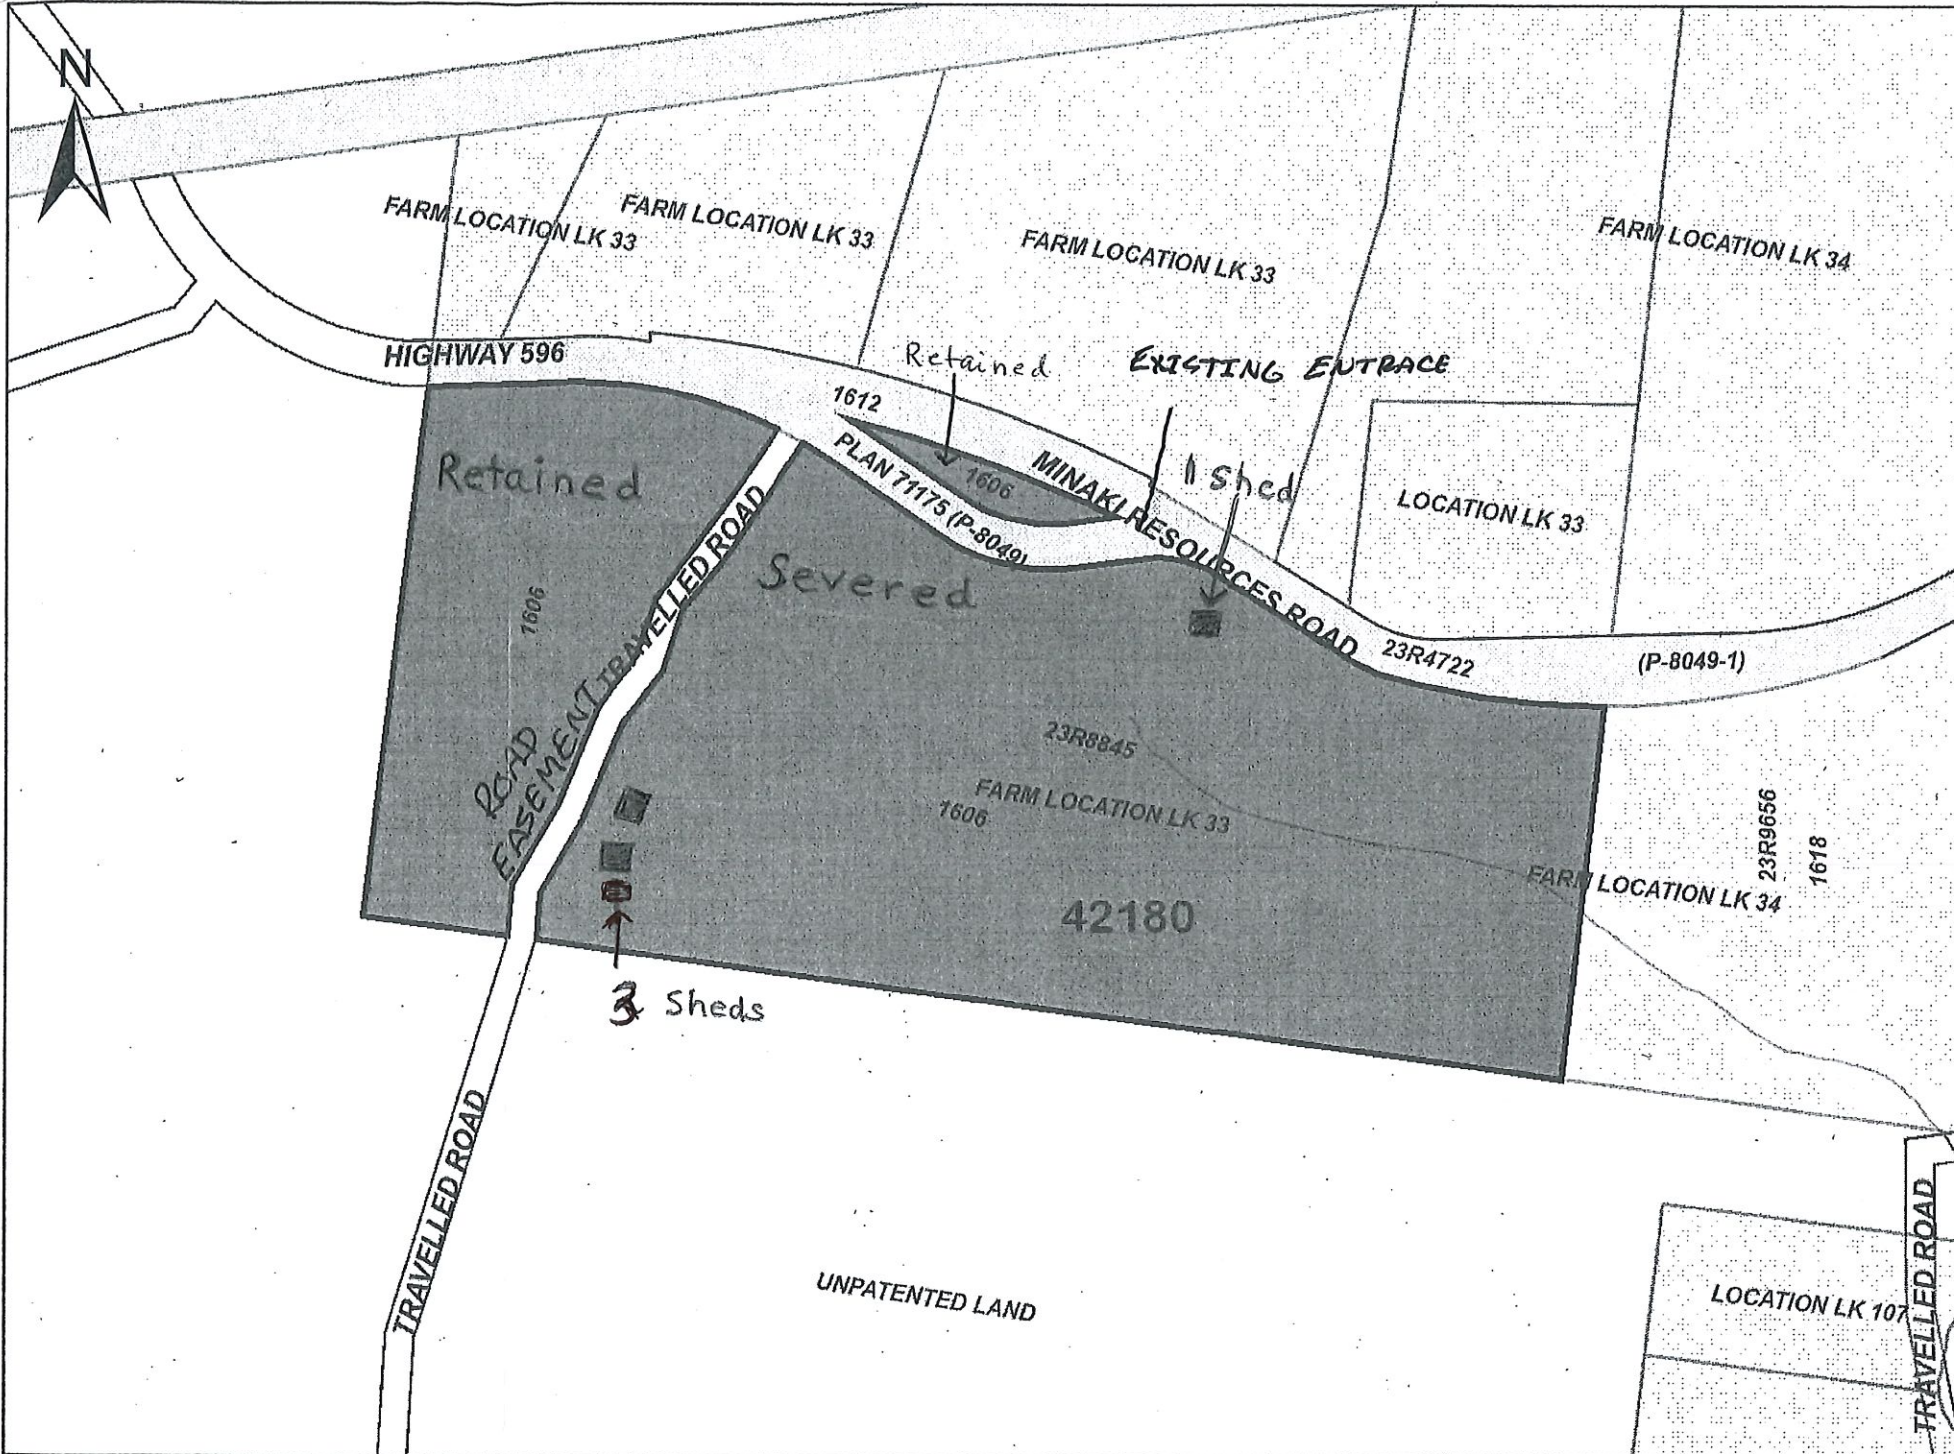 N
FARM LOCATION LK 33
FARM LOCATION LK 33
FARM LOCATION LK 33
FARM LOCATION LK 34
HIGHWAY 596
Retained
EXISTING ENTRACE
1612
PLAN 71175 (P-8049)
1606
MINAKI RESOURCES ROAD
1 Shed
LOCATION LK 33
Retained
Severed
1606
TRAVELLED ROAD
ROAD
EASEMENT
23R4722
(P-8049-1)
23R8845
FARM LOCATION LK 33
1606
23R9656
1618
FARM LOCATION LK 34
42180
3 Sheds
TRAVELLED ROAD
UNPATENTED LAND
LOCATION LK 107
TRAVELLED ROAD